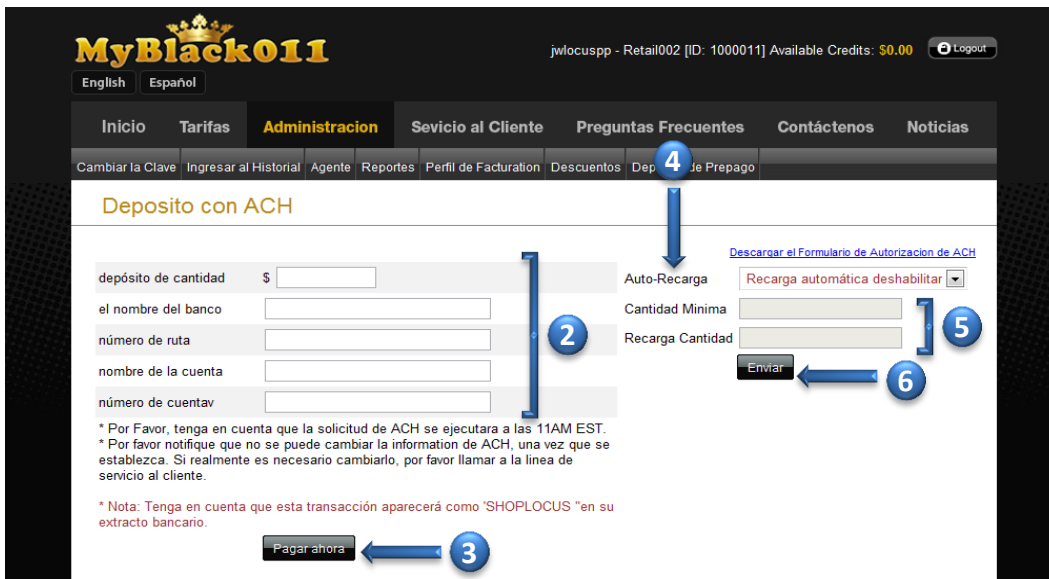 MyBlack011
jwlocuspp - Retail002 [ID: 1000011] Available Credits: $0.00 Logout
English Español
Inicio Tarifas Administracion Sevicio al Cliente Preguntas Frecuentes Contáctenos Noticias
Cambiar la Clave Ingresar al Historial Agente Reportes Perfil de Facturation Descuentos de Prepago
4
Deposito con ACH
Descargar el Formulario de Autorizacion de ACH
depósito de cantidad $
el nombre del banco
número de ruta
nombre de la cuenta
número de cuentav
2
Auto-Recarga Recarga automática deshabilitar
Cantidad Minima
Recarga Cantidad
5
Enviar
6
* Por Favor, tenga en cuenta que la solicitud de ACH se ejecutara a las 11AM EST.
* Por favor notifique que no se puede cambiar la information de ACH, una vez que se
establezca. Si realmente es necesario cambiarlo, por favor llamar a la linea de
servicio al cliente.
* Nota: Tenga en cuenta que esta transacción aparecerá como 'SHOPLOCUS "en su
extracto bancario.
Pagar ahora
3